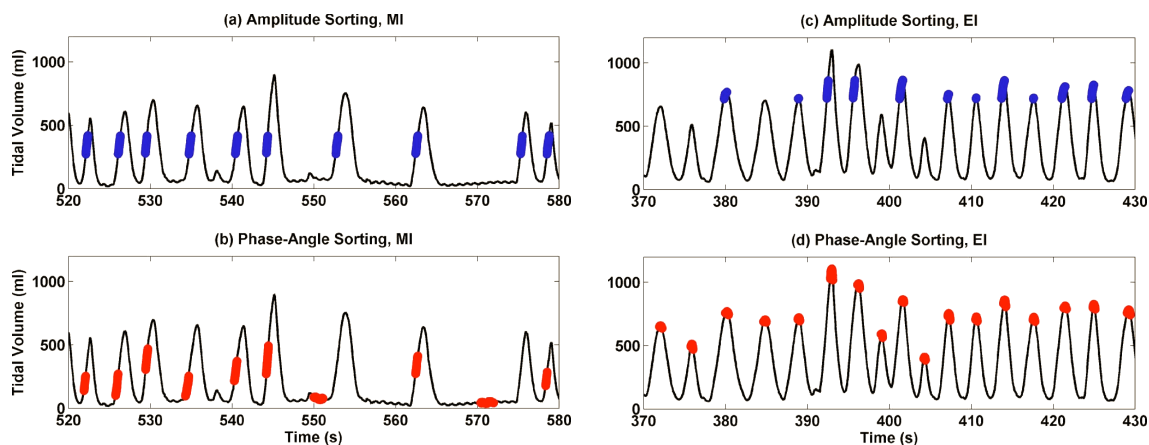 (a) Amplitude Sorting, MI
Tidal Volume (ml)
1000
500
0
520 530 540 550 560 570 580
(b) Phase-Angle Sorting, MI
Tidal Volume (ml)
1000
500
0
520 530 540 550 560 570 580
Time (s)
(c) Amplitude Sorting, EI
1000
500
0
370 380 390 400 410 420 430
(d) Phase-Angle Sorting, EI
1000
500
0
370 380 390 400 410 420 430
Time (s)